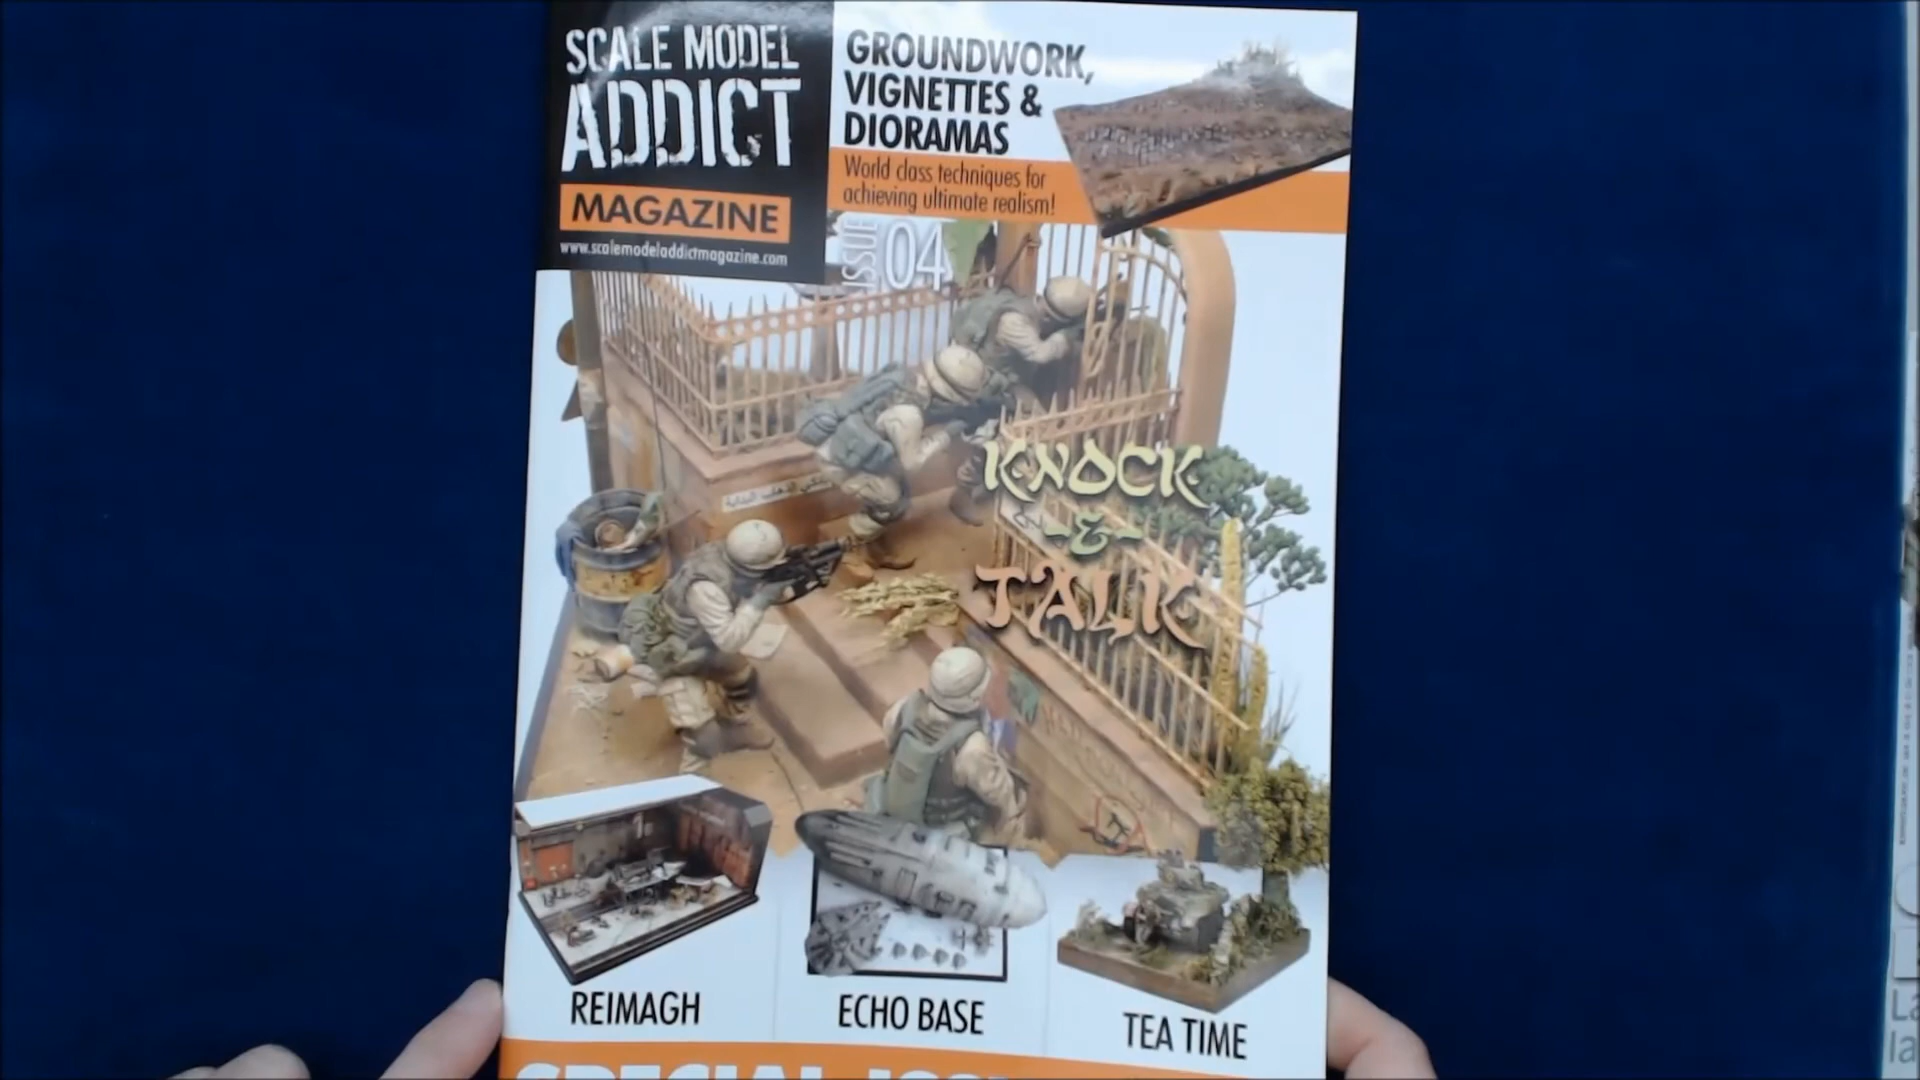 SCALE MODEL
ADDICT
MAGAZINE
www.scalemodeladdictmagazine.com
GROUNDWORK,
VIGNETTES &
DIORAMAS
World class techniques for
achieving ultimate realism!
ISSUE 04
KNOCK
-&-
TALK
REIMAGH
ECHO BASE
TEA TIME
SPECIAL